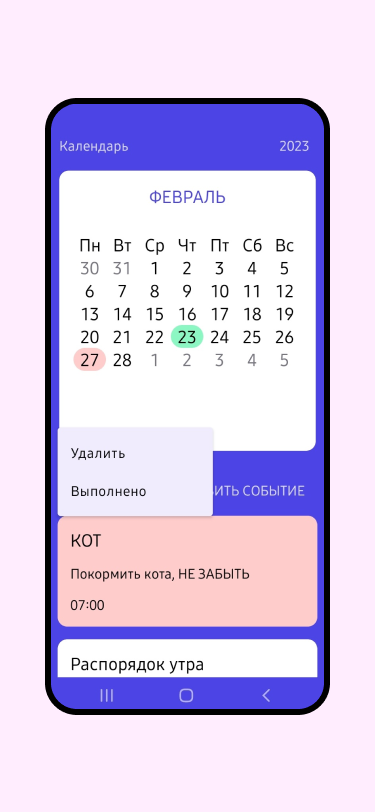 Календарь 2023
ФЕВРАЛЬ
Пн Вт Ср Чт Пт Сб Вс
30 31 1 2 3 4 5
6 7 8 9 10 11 12
13 14 15 16 17 18 19
20 21 22 23 24 25 26
27 28 1 2 3 4 5
Удалить
Выполнено
СОБЫТИЕ
КОТ
Покормить кота, НЕ ЗАБЫТЬ
07:00
Распорядок утра